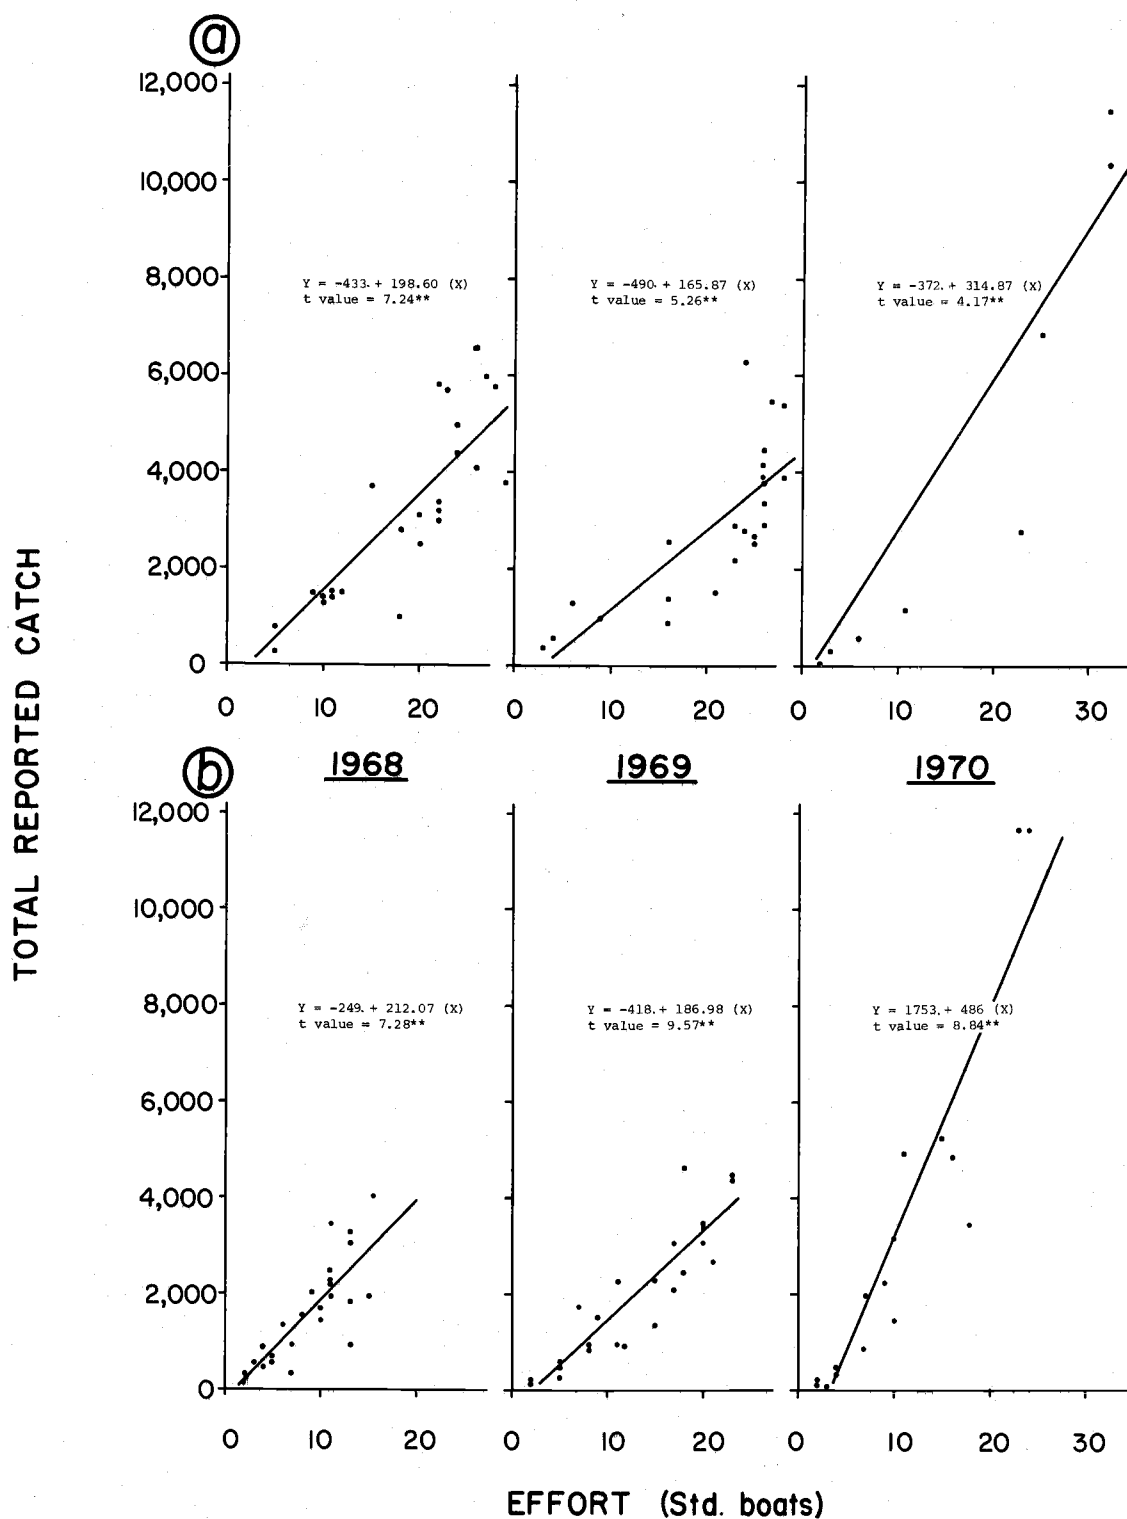 a
12,000
10,000
8,000
6,000
4,000
2,000
0
Y = -433. + 198.60 (X)
t value = 7.24**
Y = -490. + 165.87 (X)
t value = 5.26**
Y = -372. + 314.87 (X)
t value = 4.17**
0 10 20 0 10 20 0 10 20 30
TOTAL REPORTED CATCH
b
1968 1969 1970
12,000
10,000
8,000
6,000
4,000
2,000
0
Y = -249. + 212.07 (X)
t value = 7.28**
Y = -418. + 186.98 (X)
t value = 9.57**
Y = 1753. + 486 (X)
t value = 8.84**
0 10 20 0 10 20 0 10 20 30
EFFORT (Std. boats)